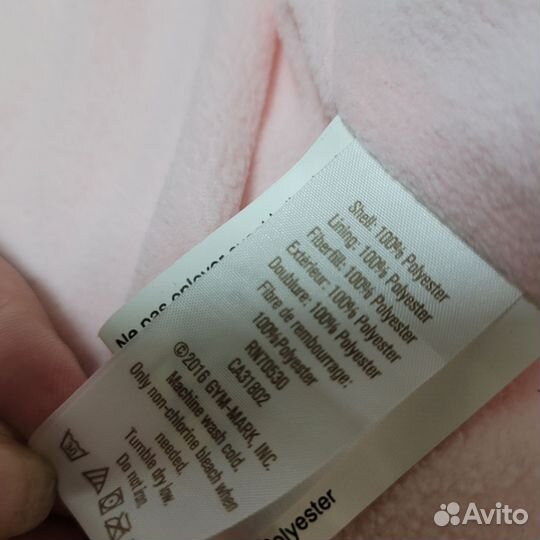 Shell: 100% Polyester
Lining: 100% Polyester
Fiberfill: 100% Polyester
Extérieur: 100% Polyester
Doublure: 100% Polyester
Fibre de rembourrage:
100%Polyester
RNT0530
CA31802
©2016 GYM-MARK, INC.
Machine wash cold.
Only non-chlorine bleach when
needed.
Tumble dry low.
Do not iron.
Ne pas enlever
Polyester
Avito